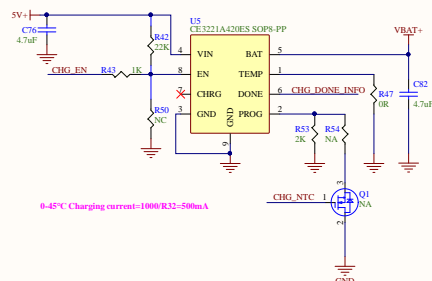 5V+
C76
4.7uF
R42
22K
U5
CE3221A420ES SOP8-PP
CHG_EN
R43 1K
R50
NC
4 VIN BAT 5
8 EN TEMP 1
7 CHRG DONE 6 CHG_DONE_INFO
3 GND PROG 2
GND
9
VBAT+
R47
0R
C82
4.7uF
R53
2K
R54
NA
CHG_NTC 1
3
Q1
NA
2
0-45°C Charging current=1000/R32=500mA
GND